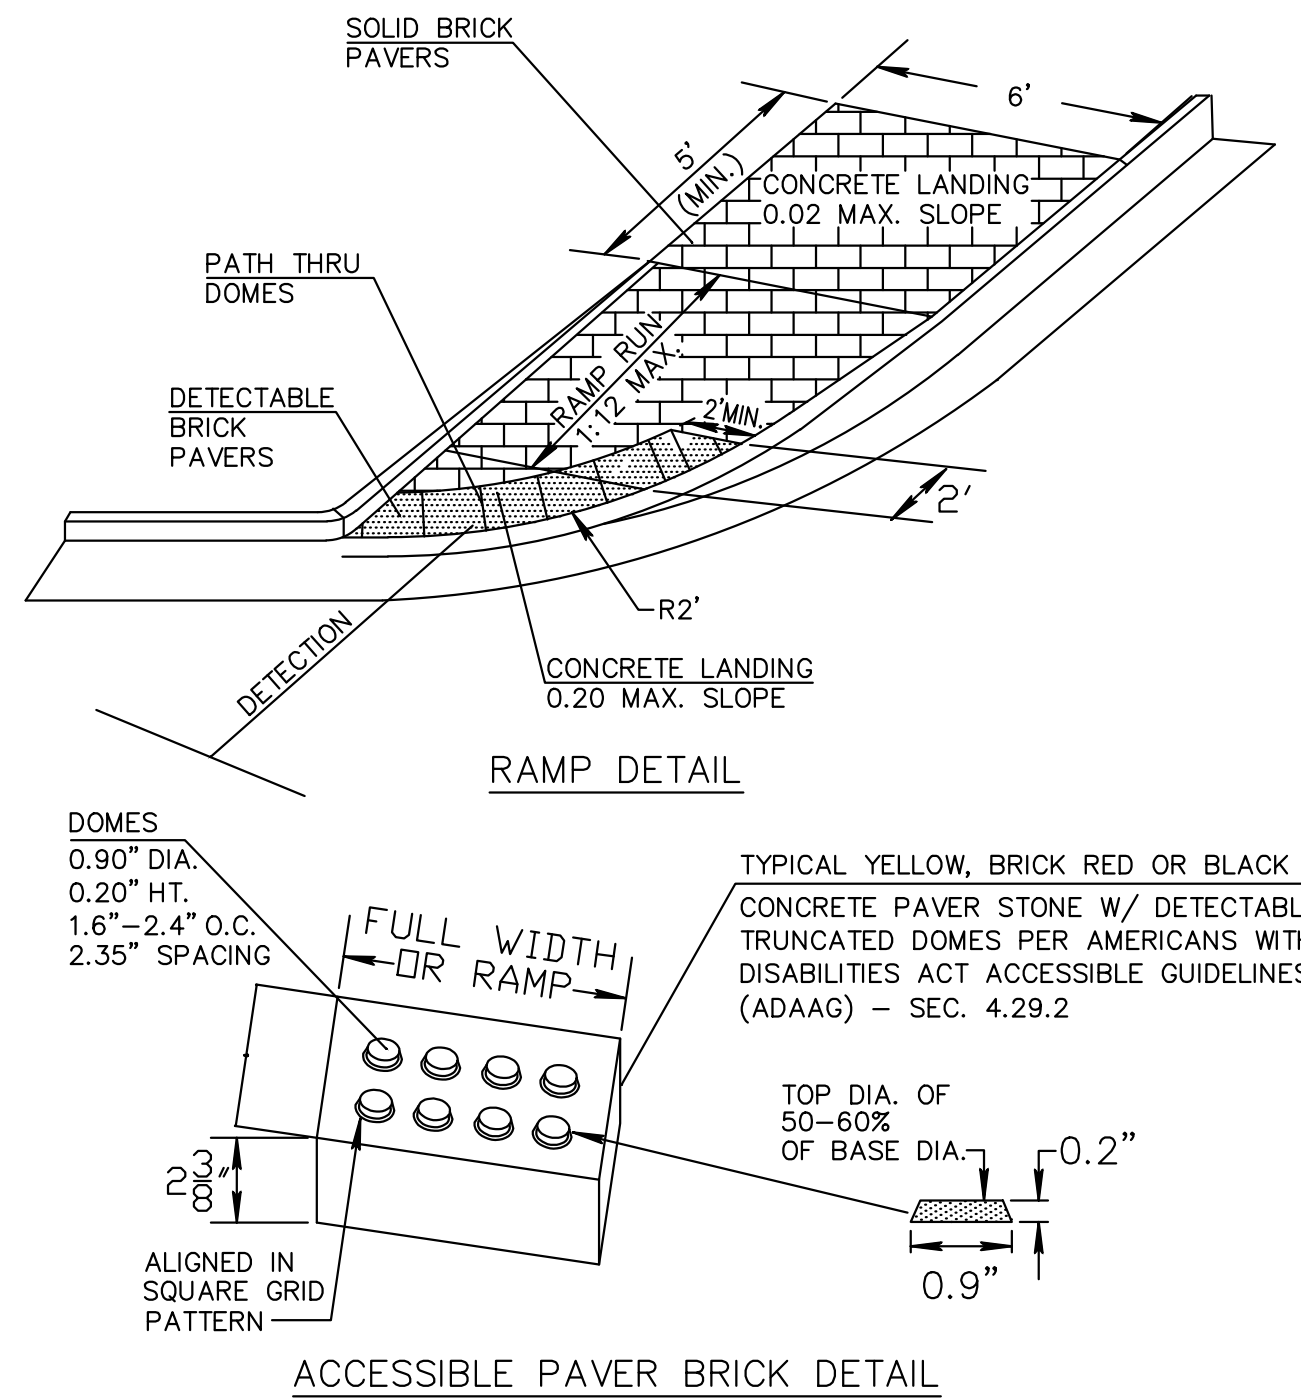 SOLID BRICK
PAVERS
6'
5'
(MIN.)
CONCRETE LANDING
0.02 MAX. SLOPE
PATH THRU
DOMES
RAMP RUN
1:12 MAX.
DETECTABLE
BRICK
PAVERS
2'MIN.
2'
R2'
DETECTION
CONCRETE LANDING
0.20 MAX. SLOPE
RAMP DETAIL
DOMES
0.90" DIA.
0.20" HT.
1.6"-2.4" O.C.
2.35" SPACING
FULL WIDTH
OR RAMP
TYPICAL YELLOW, BRICK RED OR BLACK
CONCRETE PAVER STONE W/ DETECTABL
TRUNCATED DOMES PER AMERICANS WITH
DISABILITIES ACT ACCESSIBLE GUIDELINES
(ADAAG) - SEC. 4.29.2
TOP DIA. OF
50-60%
OF BASE DIA.
0.2"
0.9"
2 3/8"
ALIGNED IN
SQUARE GRID
PATTERN
ACCESSIBLE PAVER BRICK DETAIL